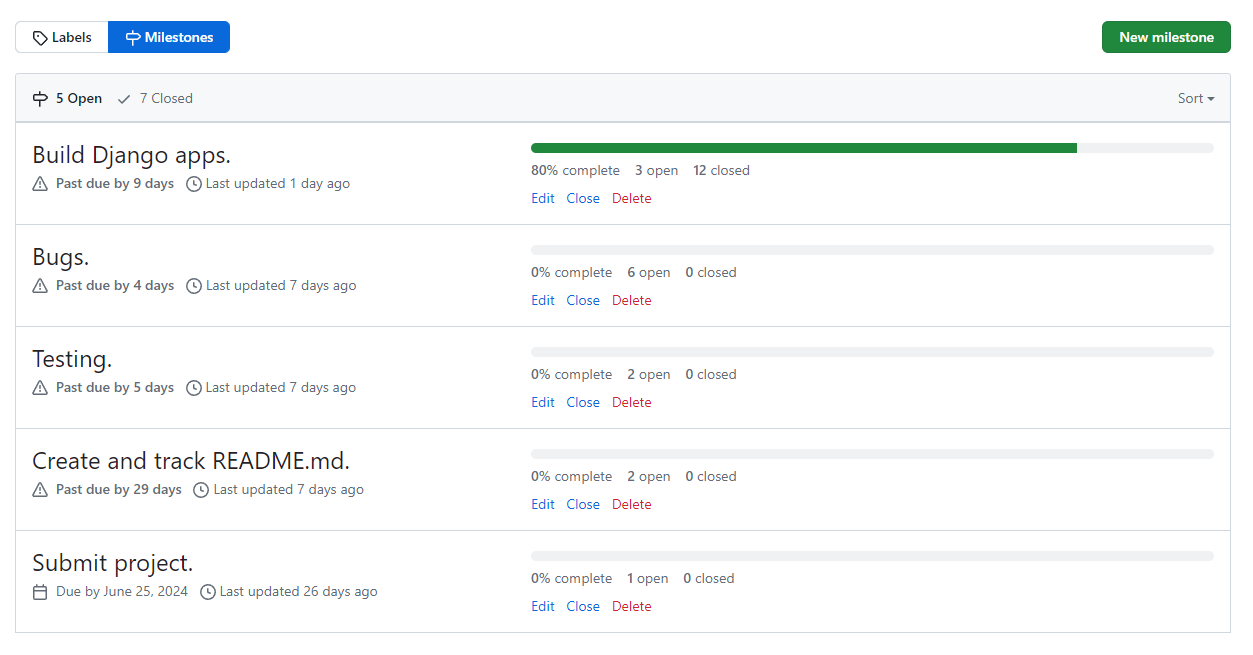 Labels Milestones New milestone
5 Open 7 Closed Sort
Build Django apps.
Past due by 9 days Last updated 1 day ago
80% complete 3 open 12 closed
Edit Close Delete
Bugs.
Past due by 4 days Last updated 7 days ago
0% complete 6 open 0 closed
Edit Close Delete
Testing.
Past due by 5 days Last updated 7 days ago
0% complete 2 open 0 closed
Edit Close Delete
Create and track README.md.
Past due by 29 days Last updated 7 days ago
0% complete 2 open 0 closed
Edit Close Delete
Submit project.
Due by June 25, 2024 Last updated 26 days ago
0% complete 1 open 0 closed
Edit Close Delete